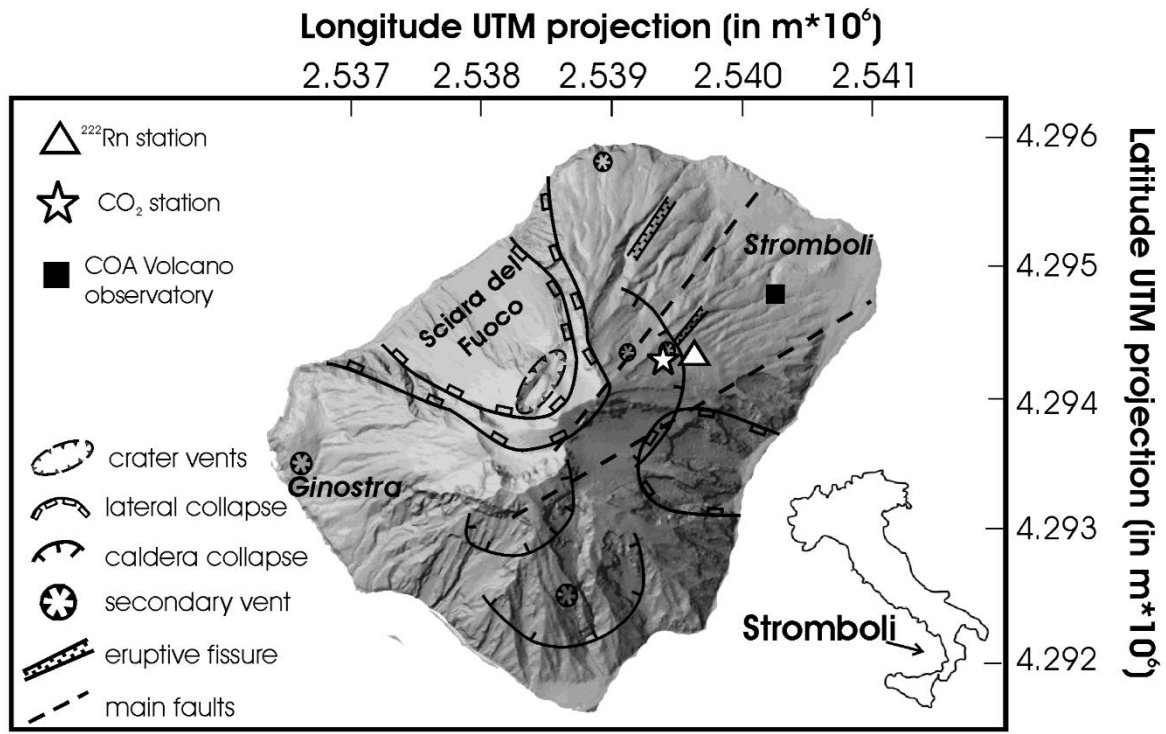 Longitude UTM projection (in m*10⁶)
2.537 2.538 2.539 2.540 2.541
²²²Rn station
CO₂ station
COA Volcano
observatory
Stromboli
Sciara del
Fuoco
Ginostra
crater vents
lateral collapse
caldera collapse
secondary vent
eruptive fissure
main faults
Stromboli
4.296
4.295
4.294
4.293
4.292
Latitude UTM projection (in m*10⁶)